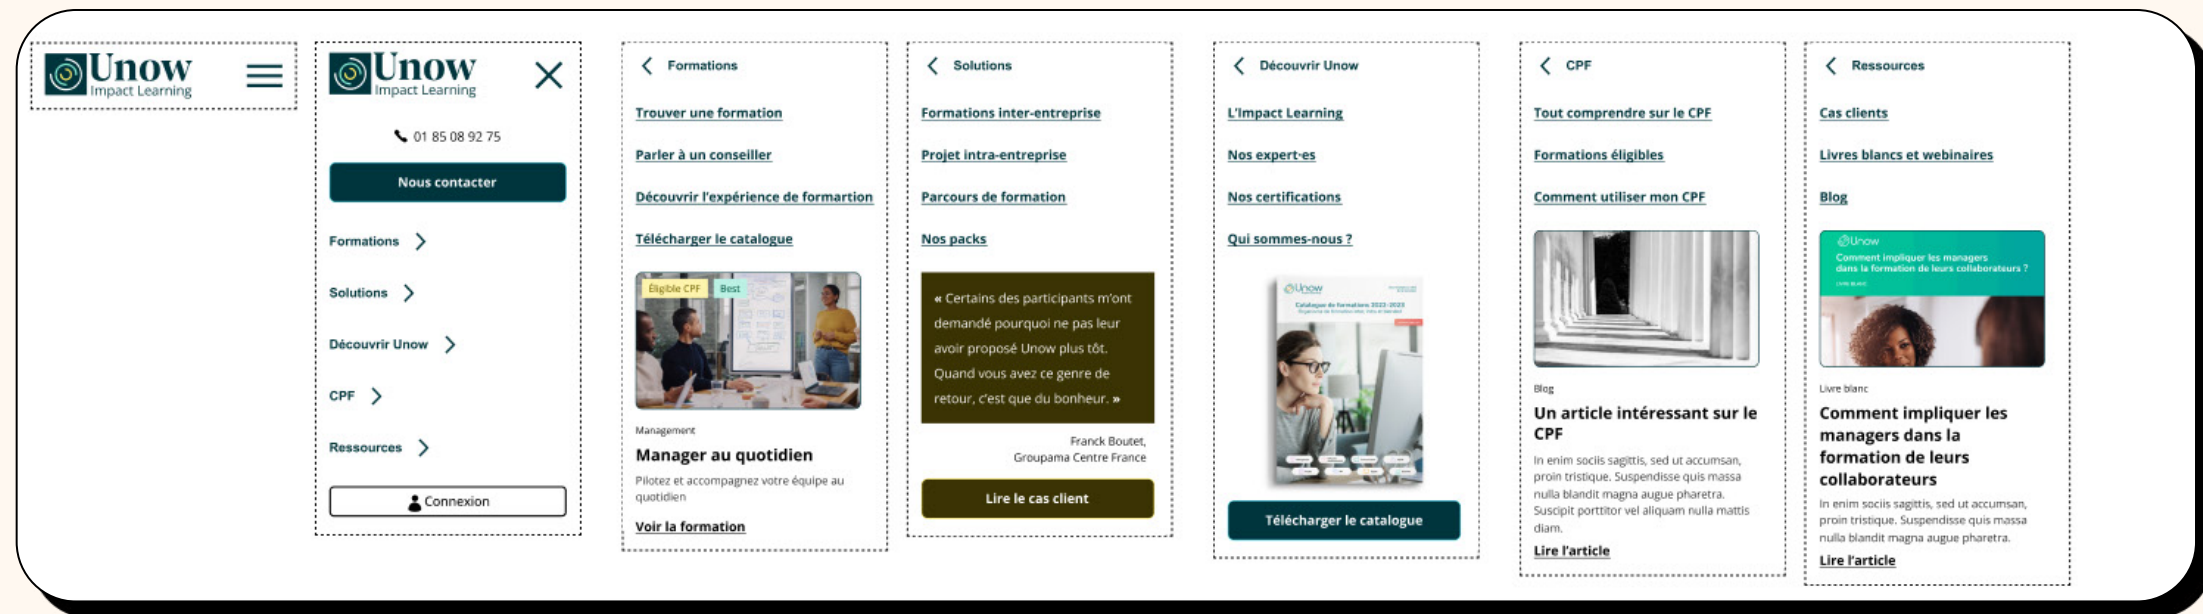 Unow
Impact Learning
Unow
Impact Learning
01 85 08 92 75
Nous contacter
Formations
Solutions
Découvrir Unow
CPF
Ressources
Connexion
Formations
Trouver une formation
Parler à un conseiller
Découvrir l'expérience de formartion
Télécharger le catalogue
Éligible CPF
Best
Management
Manager au quotidien
Pilotez et accompagnez votre équipe au
quotidien
Voir la formation
Solutions
Formations inter-entreprise
Projet intra-entreprise
Parcours de formation
Nos packs
« Certains des participants m'ont
demandé pourquoi ne pas leur
avoir proposé Unow plus tôt.
Quand vous avez ce genre de
retour, c'est que du bonheur. »
Franck Boutet,
Groupama Centre France
Lire le cas client
Découvrir Unow
L'Impact Learning
Nos expert·es
Nos certifications
Qui sommes-nous ?
Unow
Catalogue de formations 2022-2023
Télécharger le catalogue
CPF
Tout comprendre sur le CPF
Formations éligibles
Comment utiliser mon CPF
Blog
Un article intéressant sur le
CPF
In enim sociis sagittis, sed ut accumsan,
proin tristique. Suspendisse quis massa
nulla blandit magna augue pharetra.
Suscipit porttitor vel aliquam nulla mattis
diam.
Lire l'article
Ressources
Cas clients
Livres blancs et webinaires
Blog
Unow
Comment impliquer les managers
dans la formation de leurs collaborateurs ?
LIVRE BLANC
Livre blanc
Comment impliquer les
managers dans la
formation de leurs
collaborateurs
In enim sociis sagittis, sed ut accumsan,
proin tristique. Suspendisse quis massa
nulla blandit magna augue pharetra.
Lire l'article